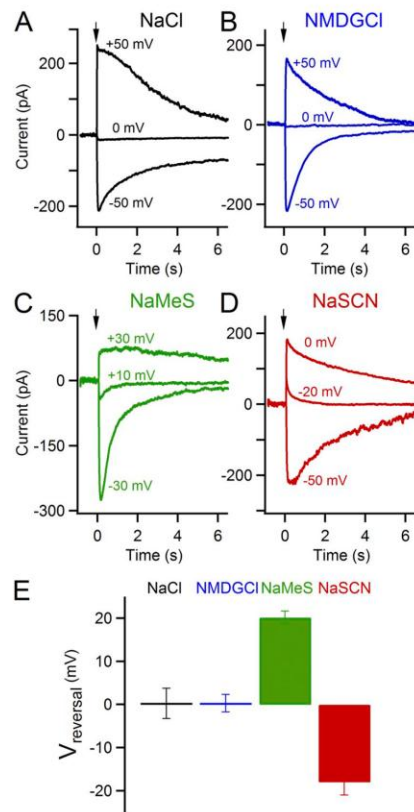 A NaCl
Current (pA)
200
0
-200
+50 mV
0 mV
-50 mV
0 2 4 6
Time (s)
B NMDGCl
200
0
-200
+50 mV
0 mV
-50 mV
0 2 4 6
Time (s)
C NaMeS
Current (pA)
150
0
-150
-300
+30 mV
+10 mV
-30 mV
0 2 4 6
Time (s)
D NaSCN
200
0
-200
0 mV
-20 mV
-50 mV
0 2 4 6
Time (s)
E
NaCl NMDGCl NaMeS NaSCN
Vreversal (mV)
20
10
0
-10
-20